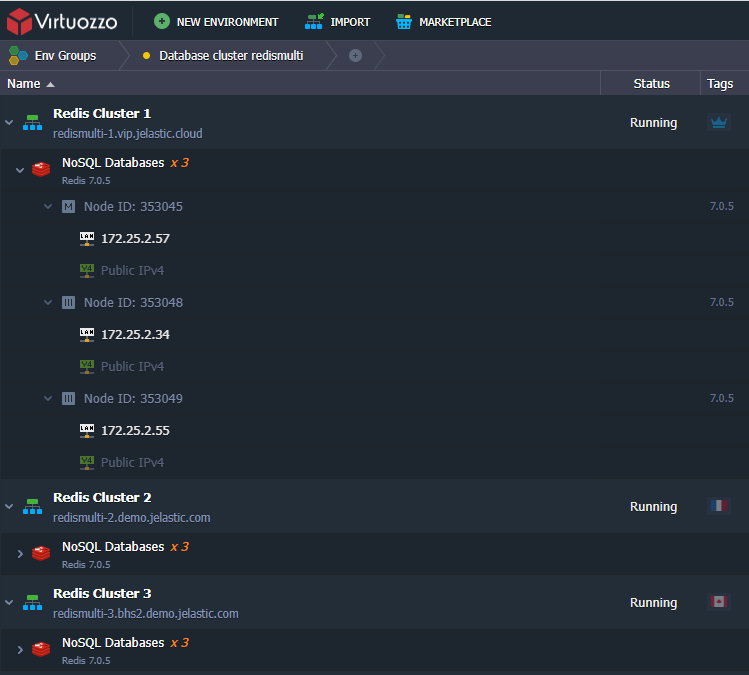 Virtuozzo NEW ENVIRONMENT IMPORT MARKETPLACE
Env Groups Database cluster redismulti
Name Status Tags
Redis Cluster 1
redismulti-1.vip.jelastic.cloud
Running
NoSQL Databases x 3
Redis 7.0.5
M Node ID: 353045 7.0.5
LAN 172.25.2.57
V4 Public IPv4
Node ID: 353048 7.0.5
LAN 172.25.2.34
V4 Public IPv4
Node ID: 353049 7.0.5
LAN 172.25.2.55
V4 Public IPv4
Redis Cluster 2
redismulti-2.demo.jelastic.com
Running
NoSQL Databases x 3
Redis 7.0.5
Redis Cluster 3
redismulti-3.bhs2.demo.jelastic.com
Running
NoSQL Databases x 3
Redis 7.0.5